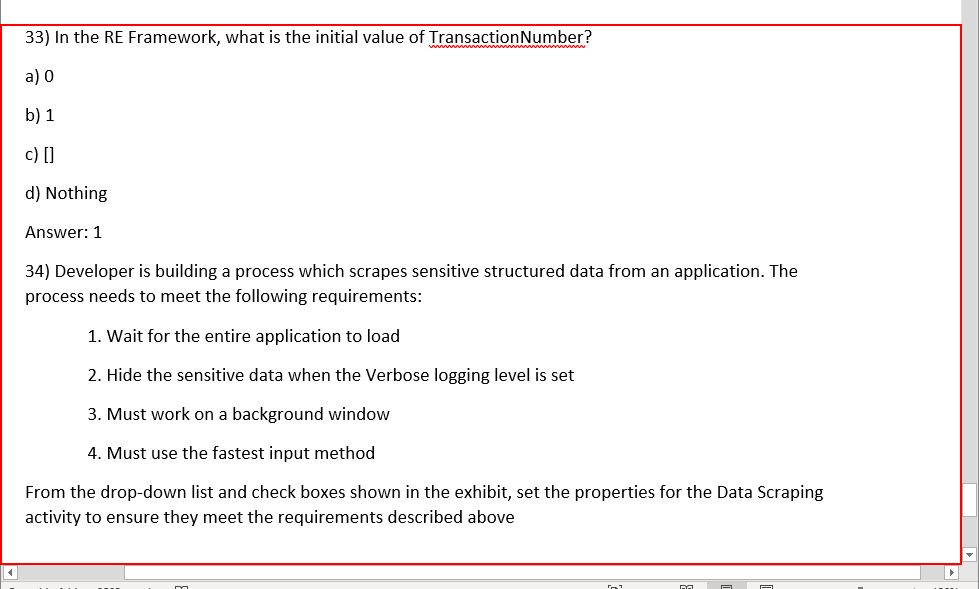 33) In the RE Framework, what is the initial value of TransactionNumber?
a) 0
b) 1
c) []
d) Nothing
Answer: 1
34) Developer is building a process which scrapes sensitive structured data from an application. The
process needs to meet the following requirements:
1. Wait for the entire application to load
2. Hide the sensitive data when the Verbose logging level is set
3. Must work on a background window
4. Must use the fastest input method
From the drop-down list and check boxes shown in the exhibit, set the properties for the Data Scraping
activity to ensure they meet the requirements described above